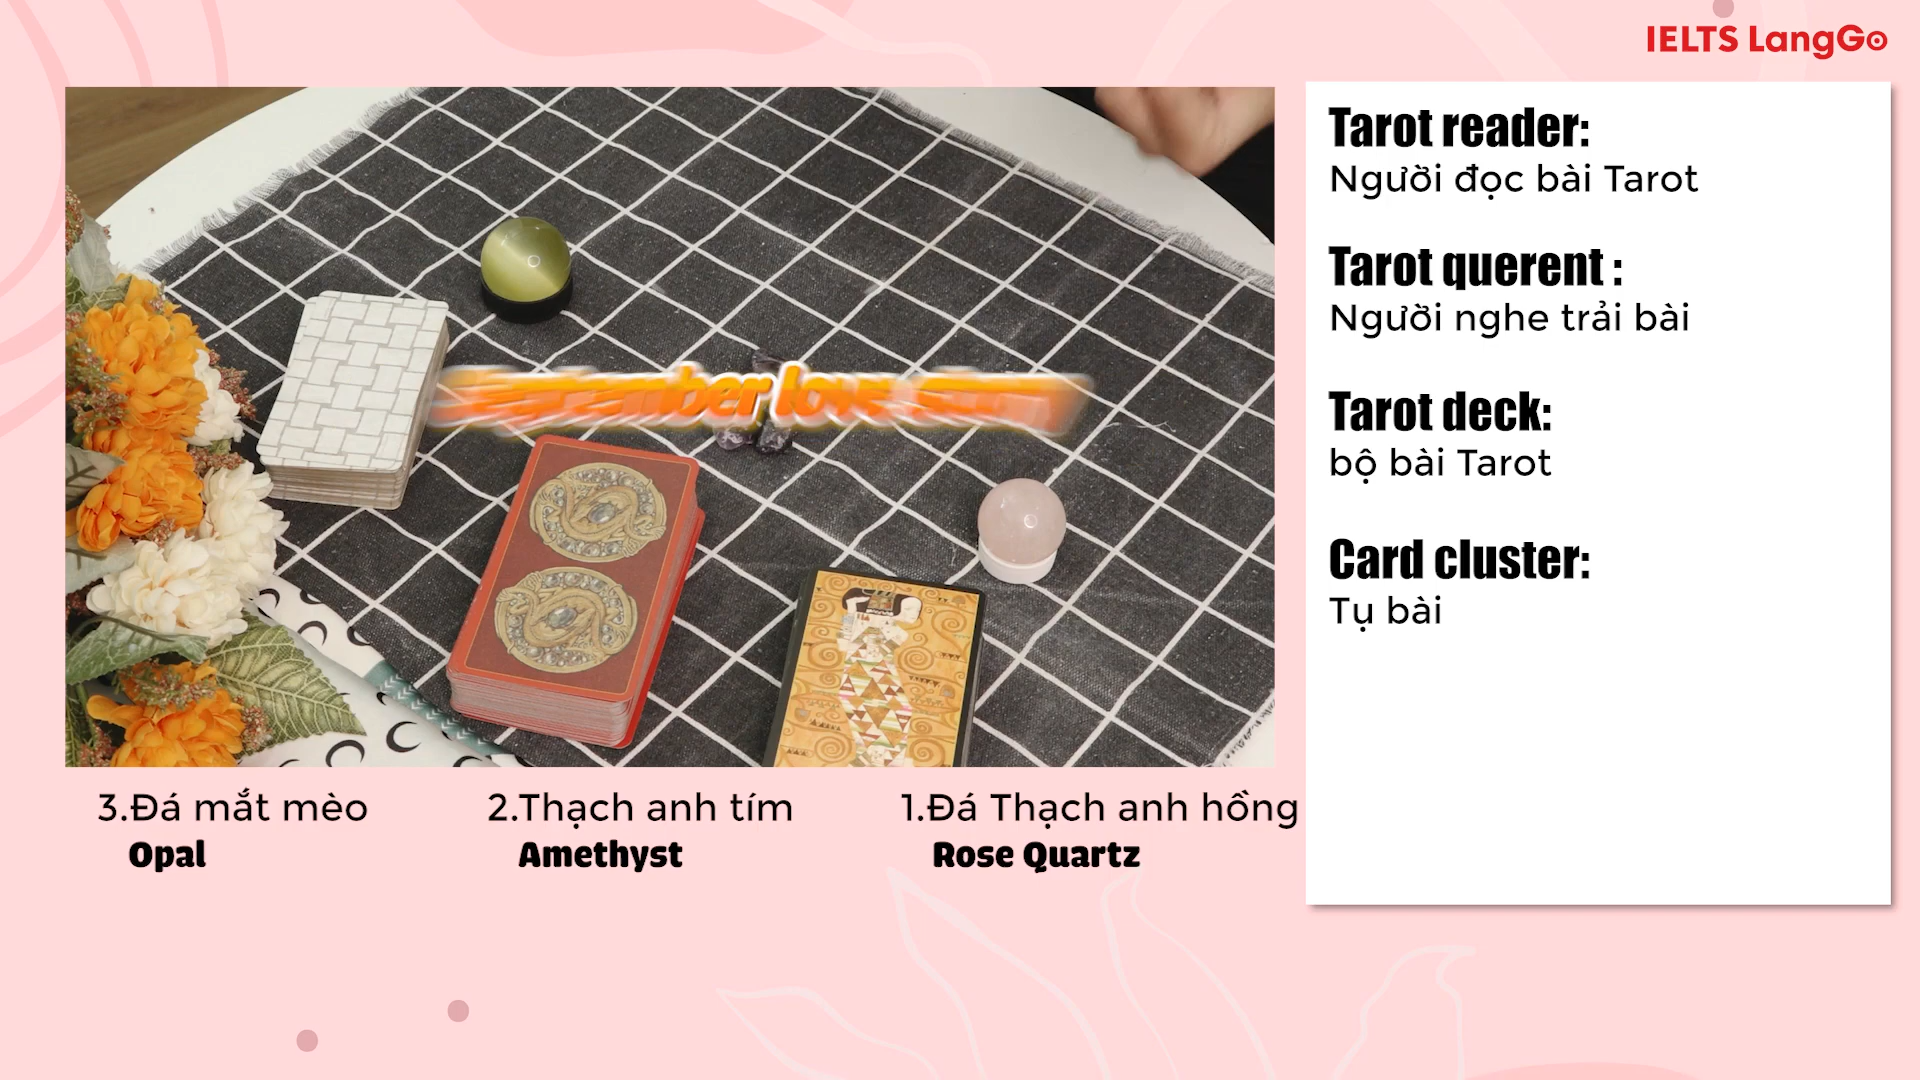 IELTS LangGo
Tarot reader:
Người đọc bài Tarot
Tarot querent :
Người nghe trải bài
Tarot deck:
bộ bài Tarot
Card cluster:
Tụ bài
love
3.Đá mắt mèo
Opal
2.Thạch anh tím
Amethyst
1.Đá Thạch anh hồng
Rose Quartz